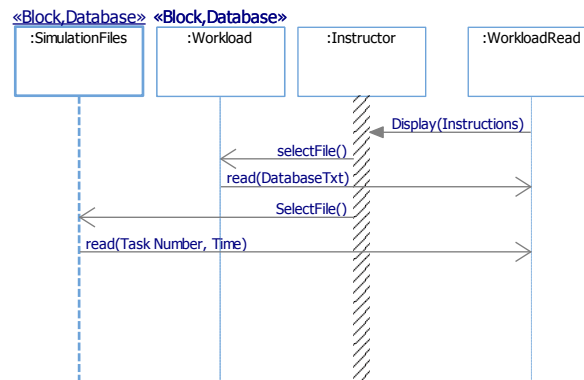 «Block,Database» «Block,Database»
:SimulationFiles :Workload :Instructor :WorkloadRead
Display(Instructions)
selectFile()
read(DatabaseTxt)
SelectFile()
read(Task Number, Time)